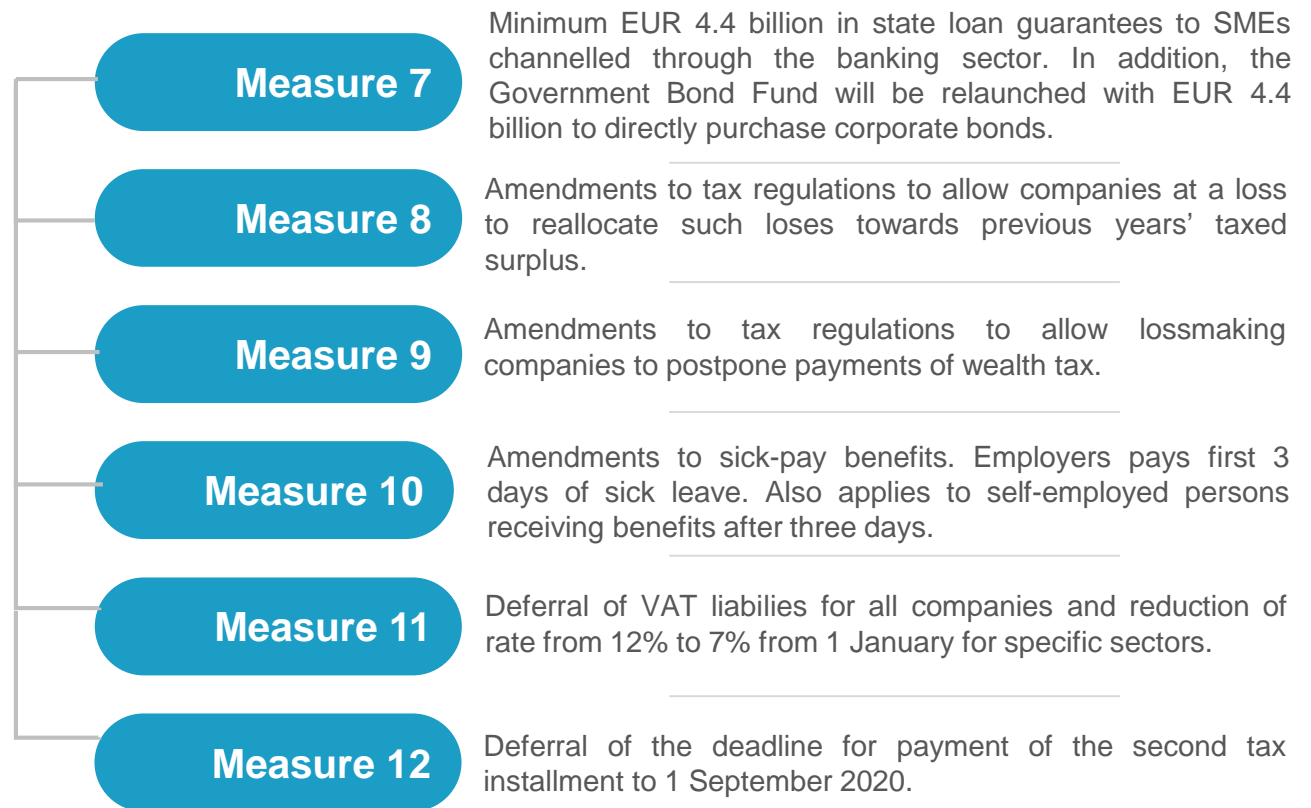 Measure 7
Minimum EUR 4.4 billion in state loan guarantees to SMEs
channelled through the banking sector. In addition, the
Government Bond Fund will be relaunched with EUR 4.4
billion to directly purchase corporate bonds.
Measure 8
Amendments to tax regulations to allow companies at a loss
to reallocate such loses towards previous years’ taxed
surplus.
Measure 9
Amendments to tax regulations to allow lossmaking
companies to postpone payments of wealth tax.
Measure 10
Amendments to sick-pay benefits. Employers pays first 3
days of sick leave. Also applies to self-employed persons
receiving benefits after three days.
Measure 11
Deferral of VAT liabilies for all companies and reduction of
rate from 12% to 7% from 1 January for specific sectors.
Measure 12
Deferral of the deadline for payment of the second tax
installment to 1 September 2020.